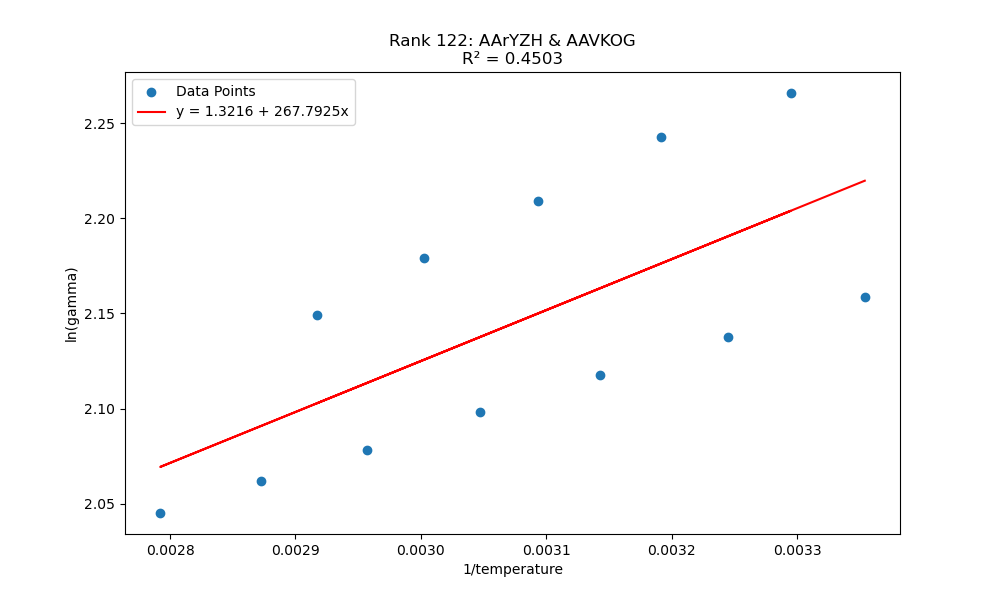 Rank 122: AArYZH & AAVKOG
R² = 0.4503
Data Points
y = 1.3216 + 267.7925x
ln(gamma)
2.25
2.20
2.15
2.10
2.05
0.0028
0.0029
0.0030
0.0031
0.0032
0.0033
1/temperature